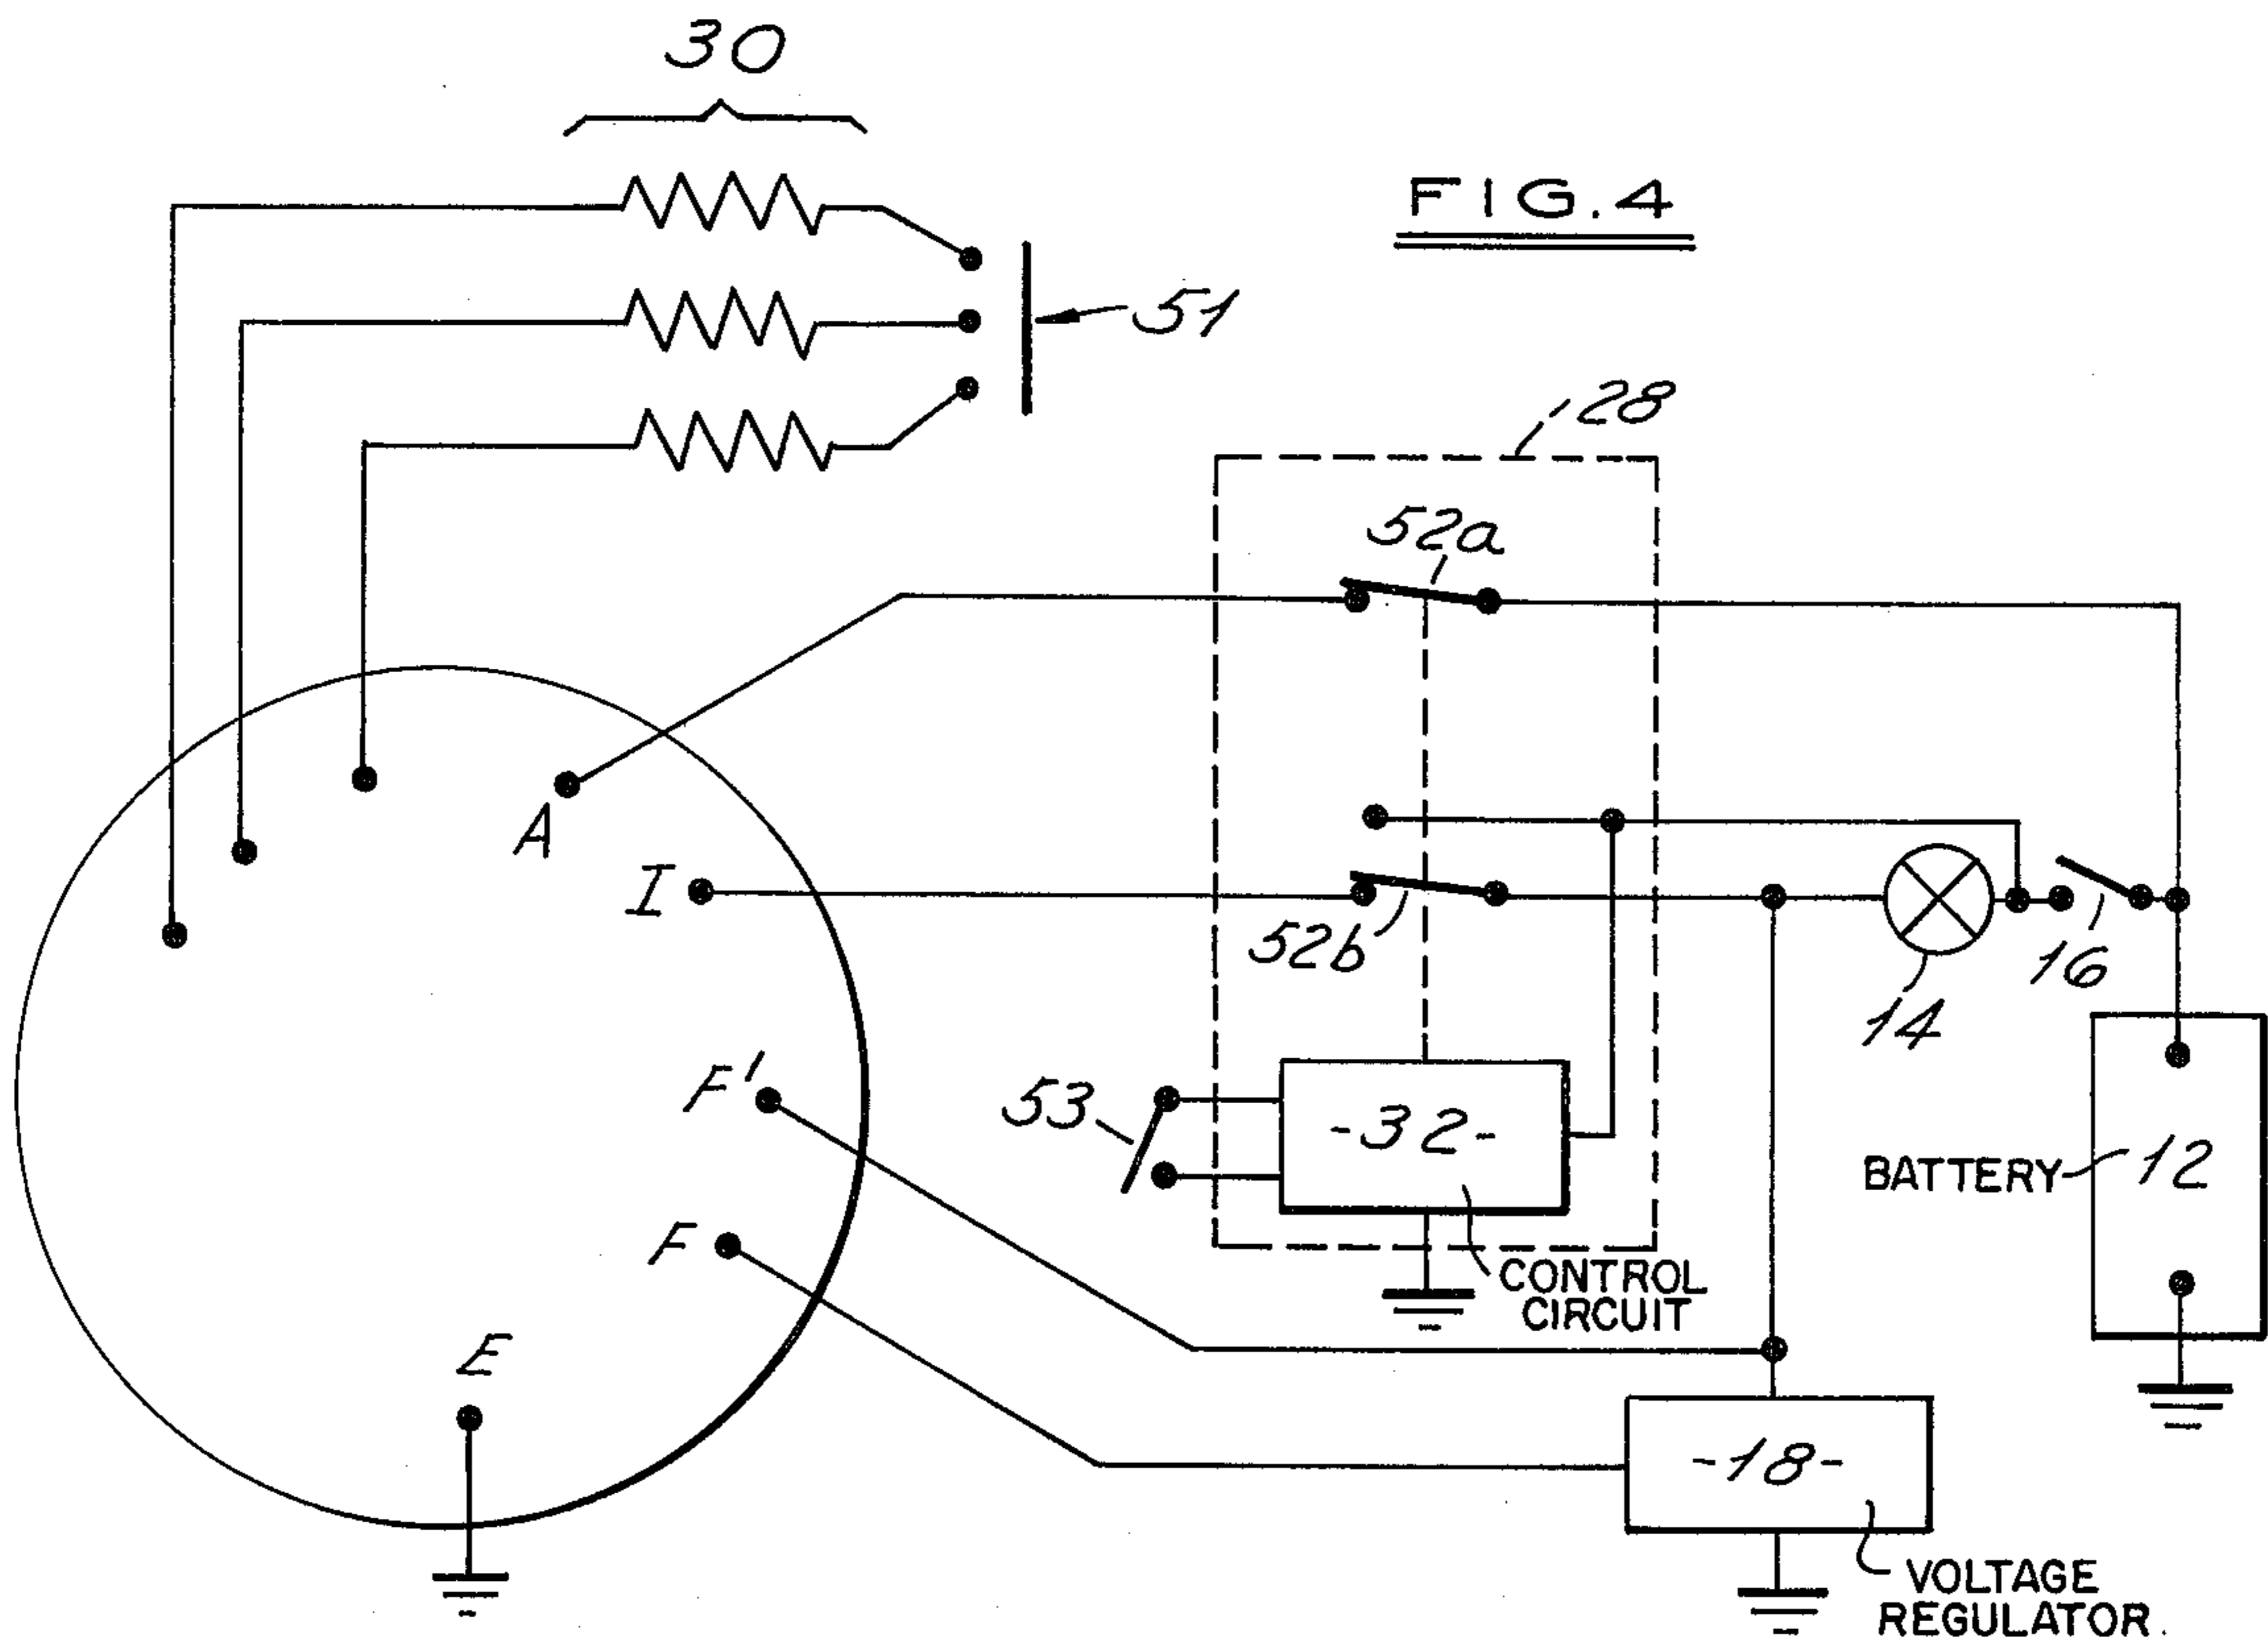 30
FIG.4
51
28
52a
A
I
52b
16
14
F'
53
-32-
BATTERY 12
F
CONTROL
CIRCUIT
E
-18-
VOLTAGE
REGULATOR.